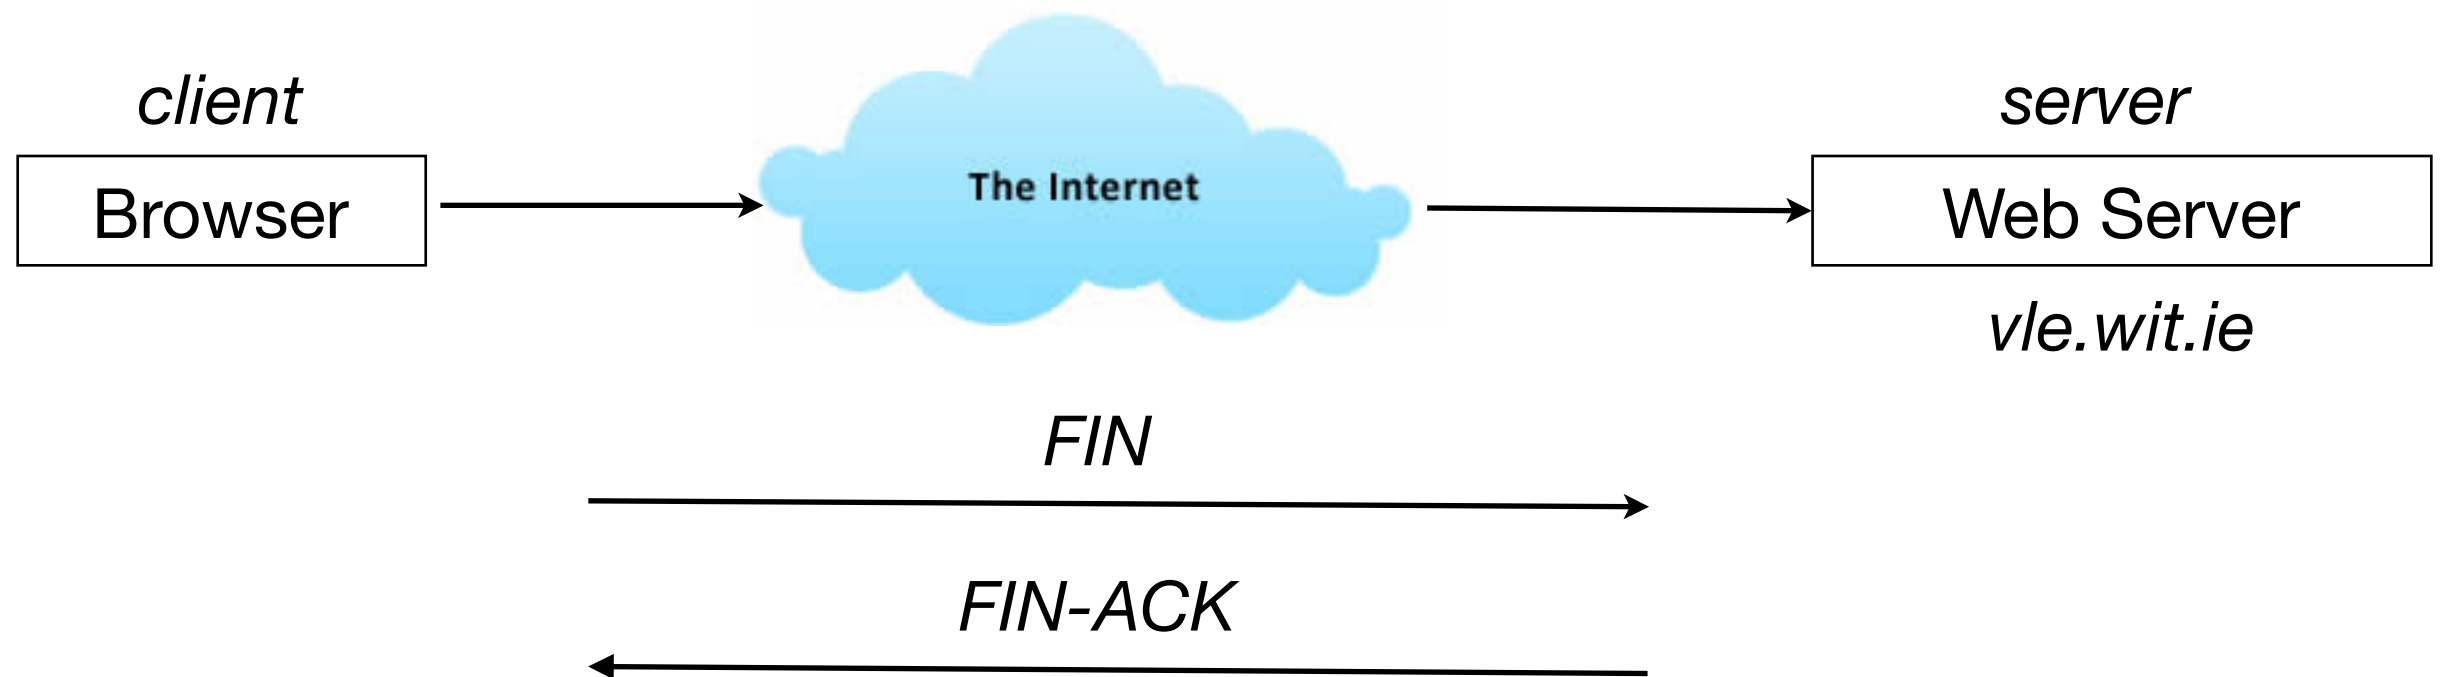 client
server
Browser
The Internet
Web Server
vle.wit.ie
FIN
FIN-ACK